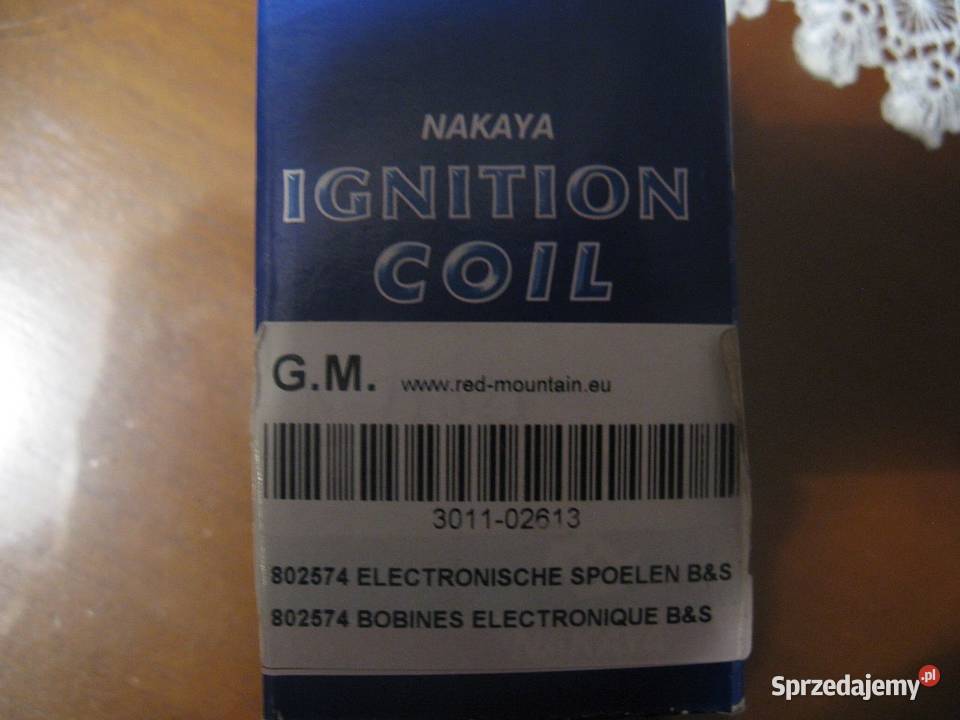 NAKAYA
IGNITION
COIL
G.M. www.red-mountain.eu
3011-02613
802574 ELECTRONISCHE SPOELEN B&S
802574 BOBINES ELECTRONIQUE B&S
Sprzedajemy.pl